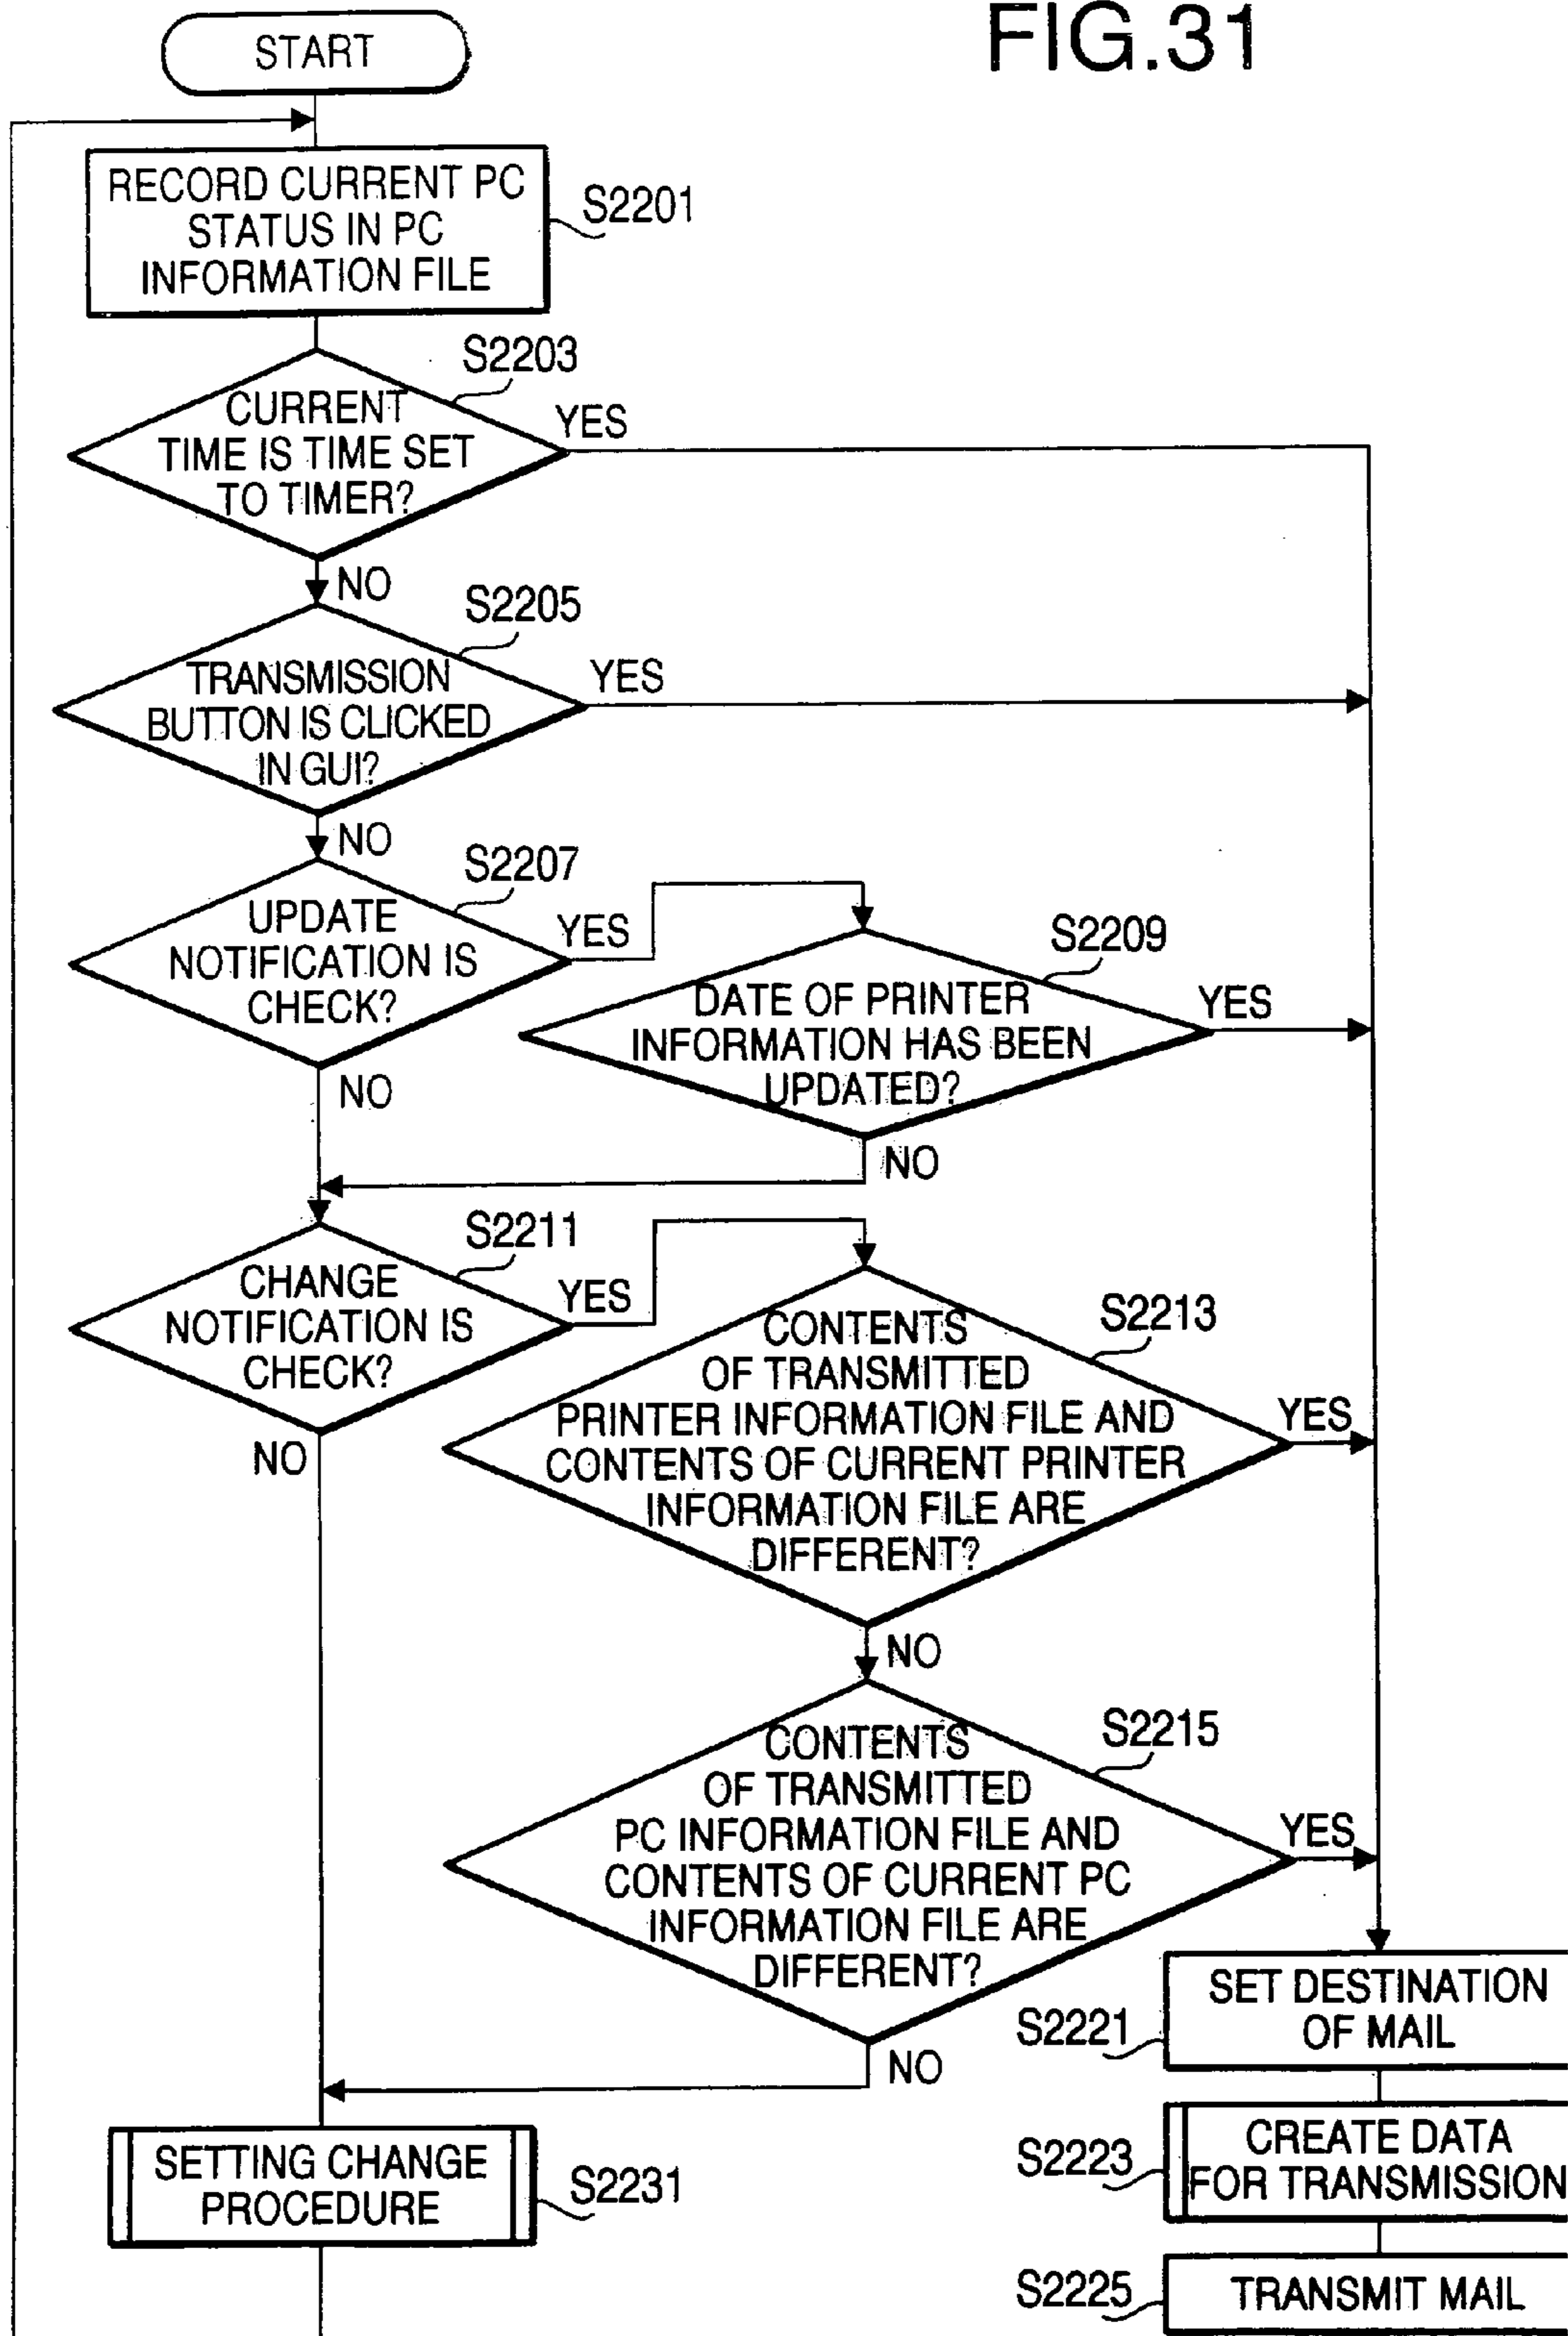 FIG.31
START
RECORD CURRENT PC
STATUS IN PC
INFORMATION FILE
S2201
S2203
CURRENT
TIME IS TIME SET
TO TIMER?
YES
NO
S2205
TRANSMISSION
BUTTON IS CLICKED
IN GUI?
YES
NO
S2207
UPDATE
NOTIFICATION IS
CHECK?
YES
NO
S2209
DATE OF PRINTER
INFORMATION HAS BEEN
UPDATED?
YES
NO
S2211
CHANGE
NOTIFICATION IS
CHECK?
YES
NO
S2213
CONTENTS
OF TRANSMITTED
PRINTER INFORMATION FILE AND
CONTENTS OF CURRENT PRINTER
INFORMATION FILE ARE
DIFFERENT?
YES
NO
S2215
CONTENTS
OF TRANSMITTED
PC INFORMATION FILE AND
CONTENTS OF CURRENT PC
INFORMATION FILE ARE
DIFFERENT?
YES
NO
S2221
SET DESTINATION
OF MAIL
S2223
CREATE DATA
FOR TRANSMISSION
S2225
TRANSMIT MAIL
SETTING CHANGE
PROCEDURE
S2231